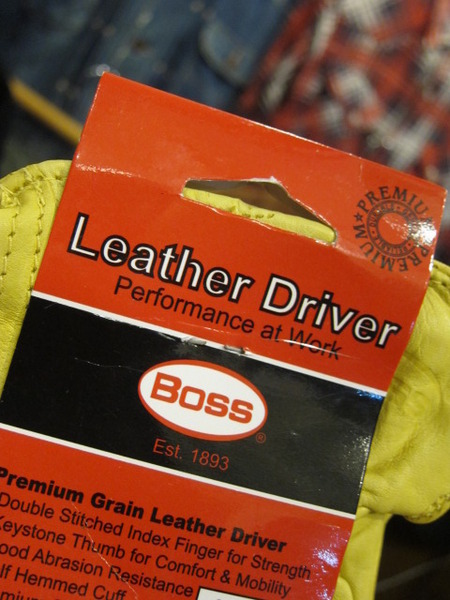 PREMIUM
PREMIUM
Leather Driver
Performance at Work
BOSS
®
Est. 1893
Premium Grain Leather Driver
Double Stitched Index Finger for Strength
Keystone Thumb for Comfort & Mobility
ood Abrasion Resistance
lf Hemmed Cuff
mium